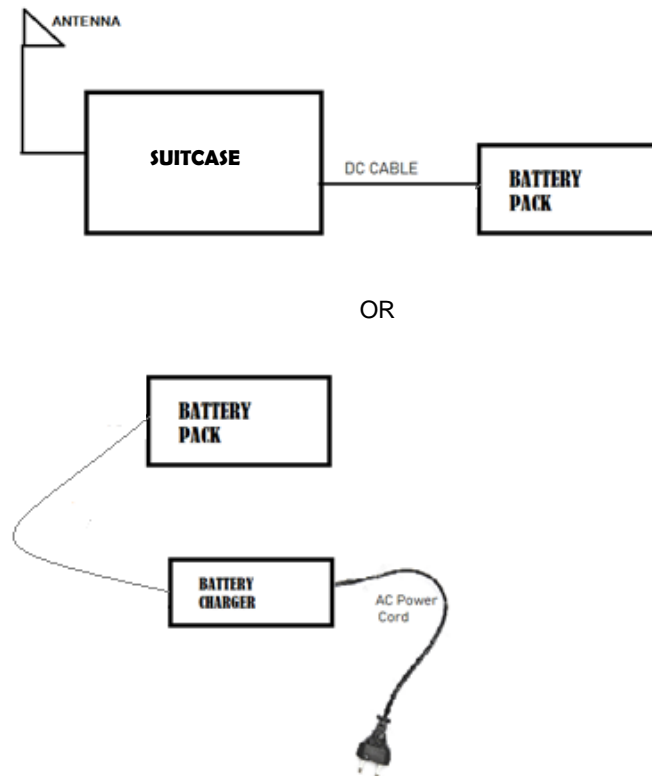 ANTENNA
SUITCASE
DC CABLE
BATTERY
PACK
OR
BATTERY
PACK
BATTERY
CHARGER
AC Power
Cord